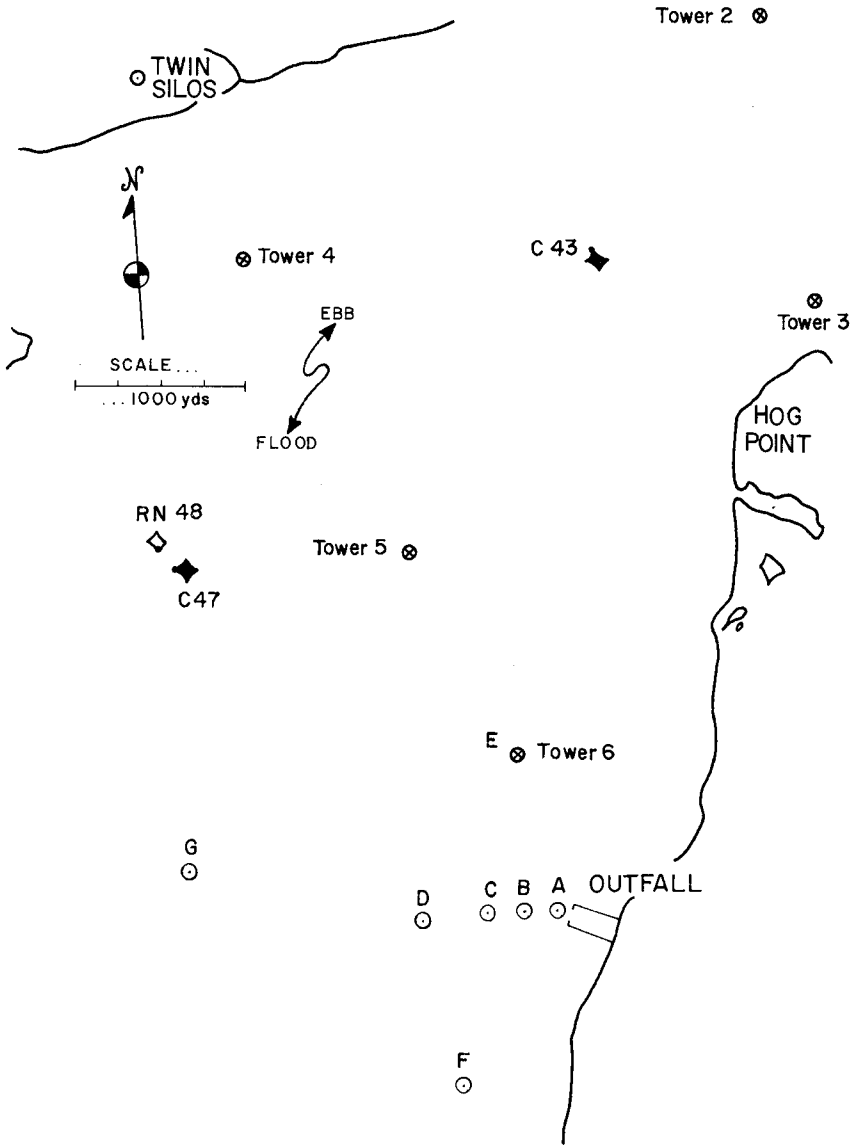 Tower 2
TWIN
SILOS
N
C 43
Tower 4
Tower 3
EBB
SCALE...
...1000 yds
FLOOD
HOG
POINT
RN 48
Tower 5
C47
E
Tower 6
G
D
C
B
A
OUTFALL
F